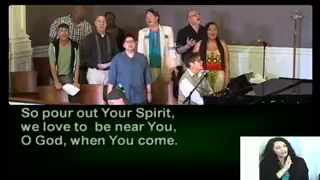 So pour out Your Spirit,
we love to be near You,
O God, when You come.